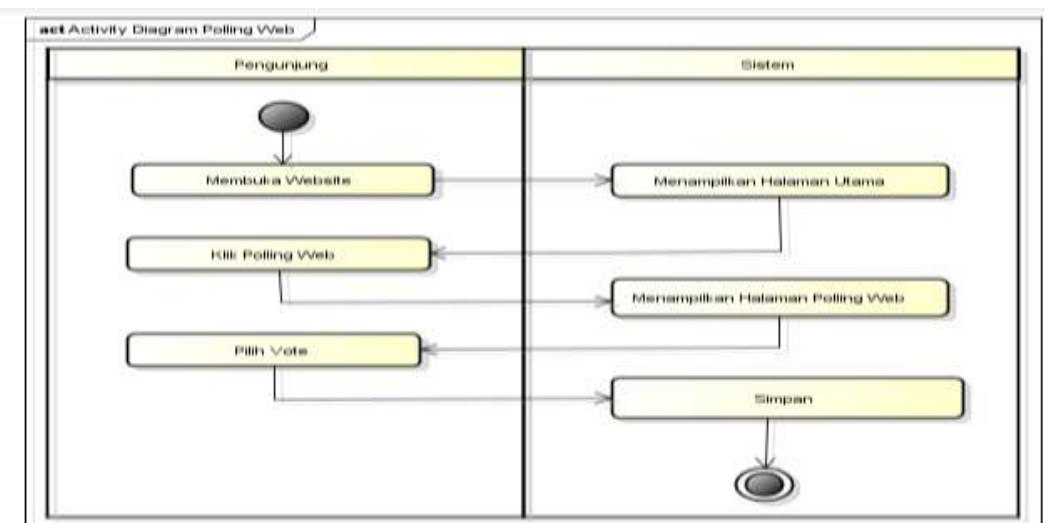 act Activity Diagram Polling Web
Pengunjung
Sistem
Membuka Website
Menampilkan Halaman Utama
Klik Polling Web
Menampilkan Halaman Polling Web
Pilih Vote
Simpan